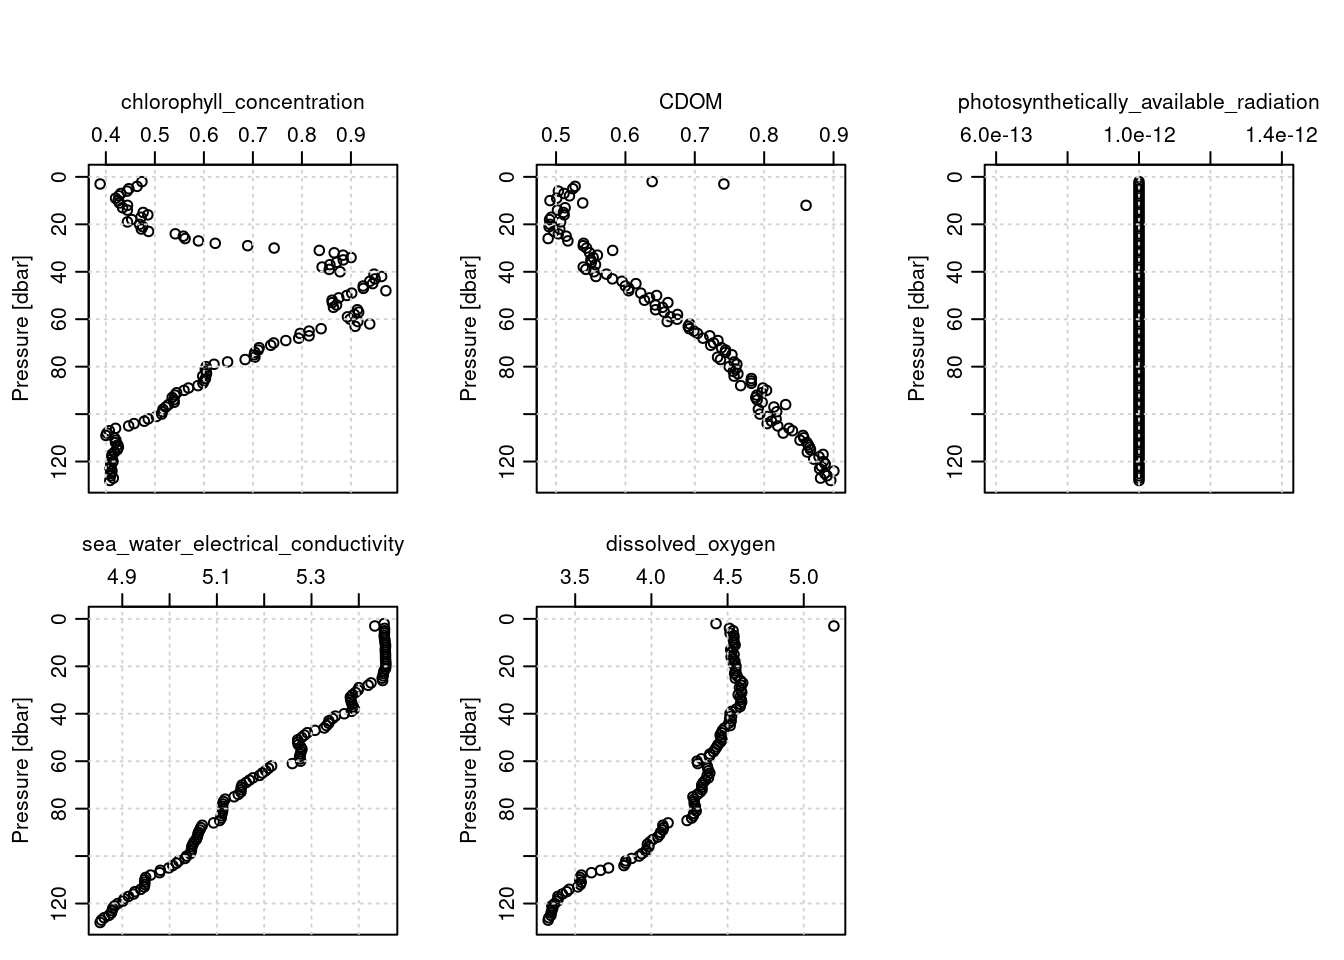 chlorophyll_concentration
0.4 0.5 0.6 0.7 0.8 0.9
Pressure [dbar]
0
20
40
60
80
120
CDOM
0.5 0.6 0.7 0.8 0.9
Pressure [dbar]
0
20
40
60
80
120
photosynthetically_available_radiation
6.0e-13 1.0e-12 1.4e-12
Pressure [dbar]
0
20
40
60
80
120
sea_water_electrical_conductivity
4.9 5.1 5.3
Pressure [dbar]
0
20
40
60
80
120
dissolved_oxygen
3.5 4.0 4.5 5.0
Pressure [dbar]
0
20
40
60
80
120